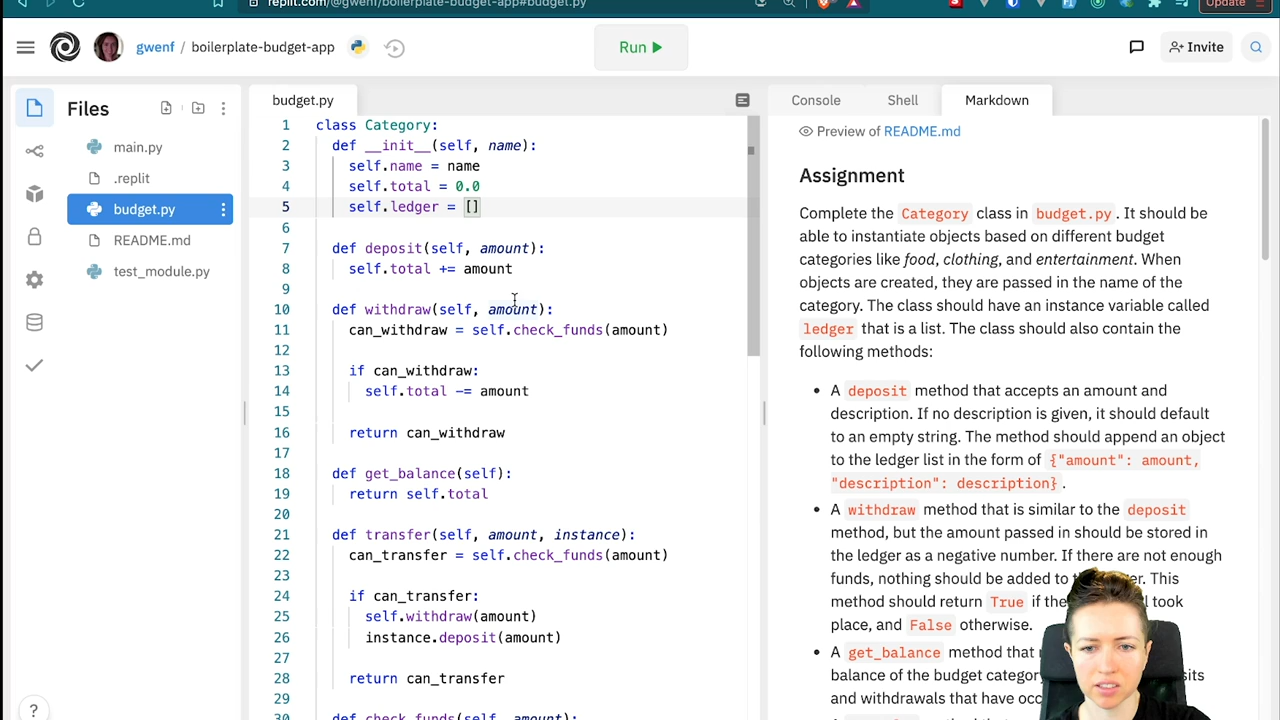 replit.com/@gwenf/boilerplate-budget-app#budget.py
Update
gwenf / boilerplate-budget-app
Run
Invite
Files
main.py
.replit
budget.py
README.md
test_module.py
?
budget.py
1 class Category:
2 def __init__(self, name):
3 self.name = name
4 self.total = 0.0
5 self.ledger = []
6
7 def deposit(self, amount):
8 self.total += amount
9
10 def withdraw(self, amount):
11 can_withdraw = self.check_funds(amount)
12
13 if can_withdraw:
14 self.total -= amount
15
16 return can_withdraw
17
18 def get_balance(self):
19 return self.total
20
21 def transfer(self, amount, instance):
22 can_transfer = self.check_funds(amount)
23
24 if can_transfer:
25 self.withdraw(amount)
26 instance.deposit(amount)
27
28 return can_transfer
29
30 def check_funds(self, amount):
Console Shell Markdown
Preview of README.md
Assignment
Complete the Category class in budget.py. It should be
able to instantiate objects based on different budget
categories like food, clothing, and entertainment. When
objects are created, they are passed in the name of the
category. The class should have an instance variable called
ledger that is a list. The class should also contain the
following methods:
• A deposit method that accepts an amount and
description. If no description is given, it should default
to an empty string. The method should append an object
to the ledger list in the form of {"amount": amount,
"description": description}.
• A withdraw method that is similar to the deposit
method, but the amount passed in should be stored in
the ledger as a negative number. If there are not enough
funds, nothing should be added to This
method should return True if the took
place, and False otherwise.
• A get_balance method that
balance of the budget category
and withdrawals that have